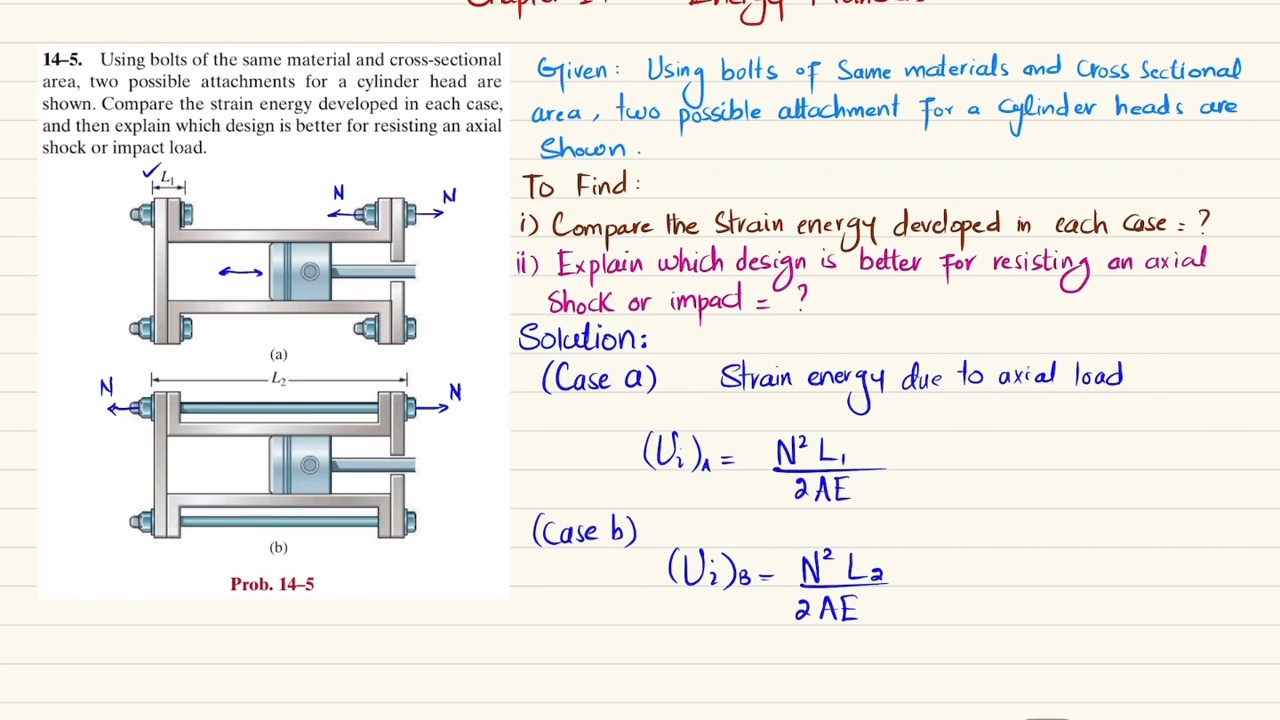 Chapter 14 Energy Methods
14–5. Using bolts of the same material and cross-sectional
area, two possible attachments for a cylinder head are
shown. Compare the strain energy developed in each case,
and then explain which design is better for resisting an axial
shock or impact load.
L₁
N
N
(a)
L₂
N
N
(b)
Prob. 14–5
Given: Using bolts of Same materials and Cross Sectional
area, two possible attachment for a cylinder heads are
Shown.
To Find:
i) Compare the Strain energy developed in each case = ?
ii) Explain which design is better for resisting an axial
Shock or impact = ?
Solution:
(Case a) Strain energy due to axial load
(Ui)A = N² L₁
2AE
(Case b)
(Ui)B = N² L₂
2AE